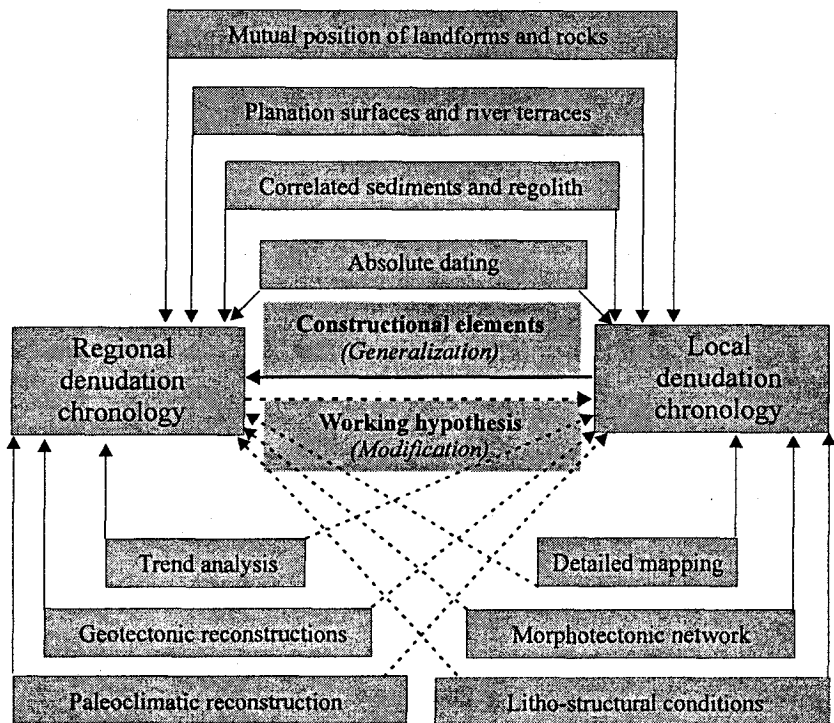 Mutual position of landforms and rocks
Planation surfaces and river terraces
Correlated sediments and regolith
Absolute dating
Constructional elements
(Generalization)
Regional
denudation
chronology
Local
denudation
chronology
Working hypothesis
(Modification)
Trend analysis
Detailed mapping
Geotectonic reconstructions
Morphotectonic network
Paleoclimatic reconstruction
Litho-structural conditions